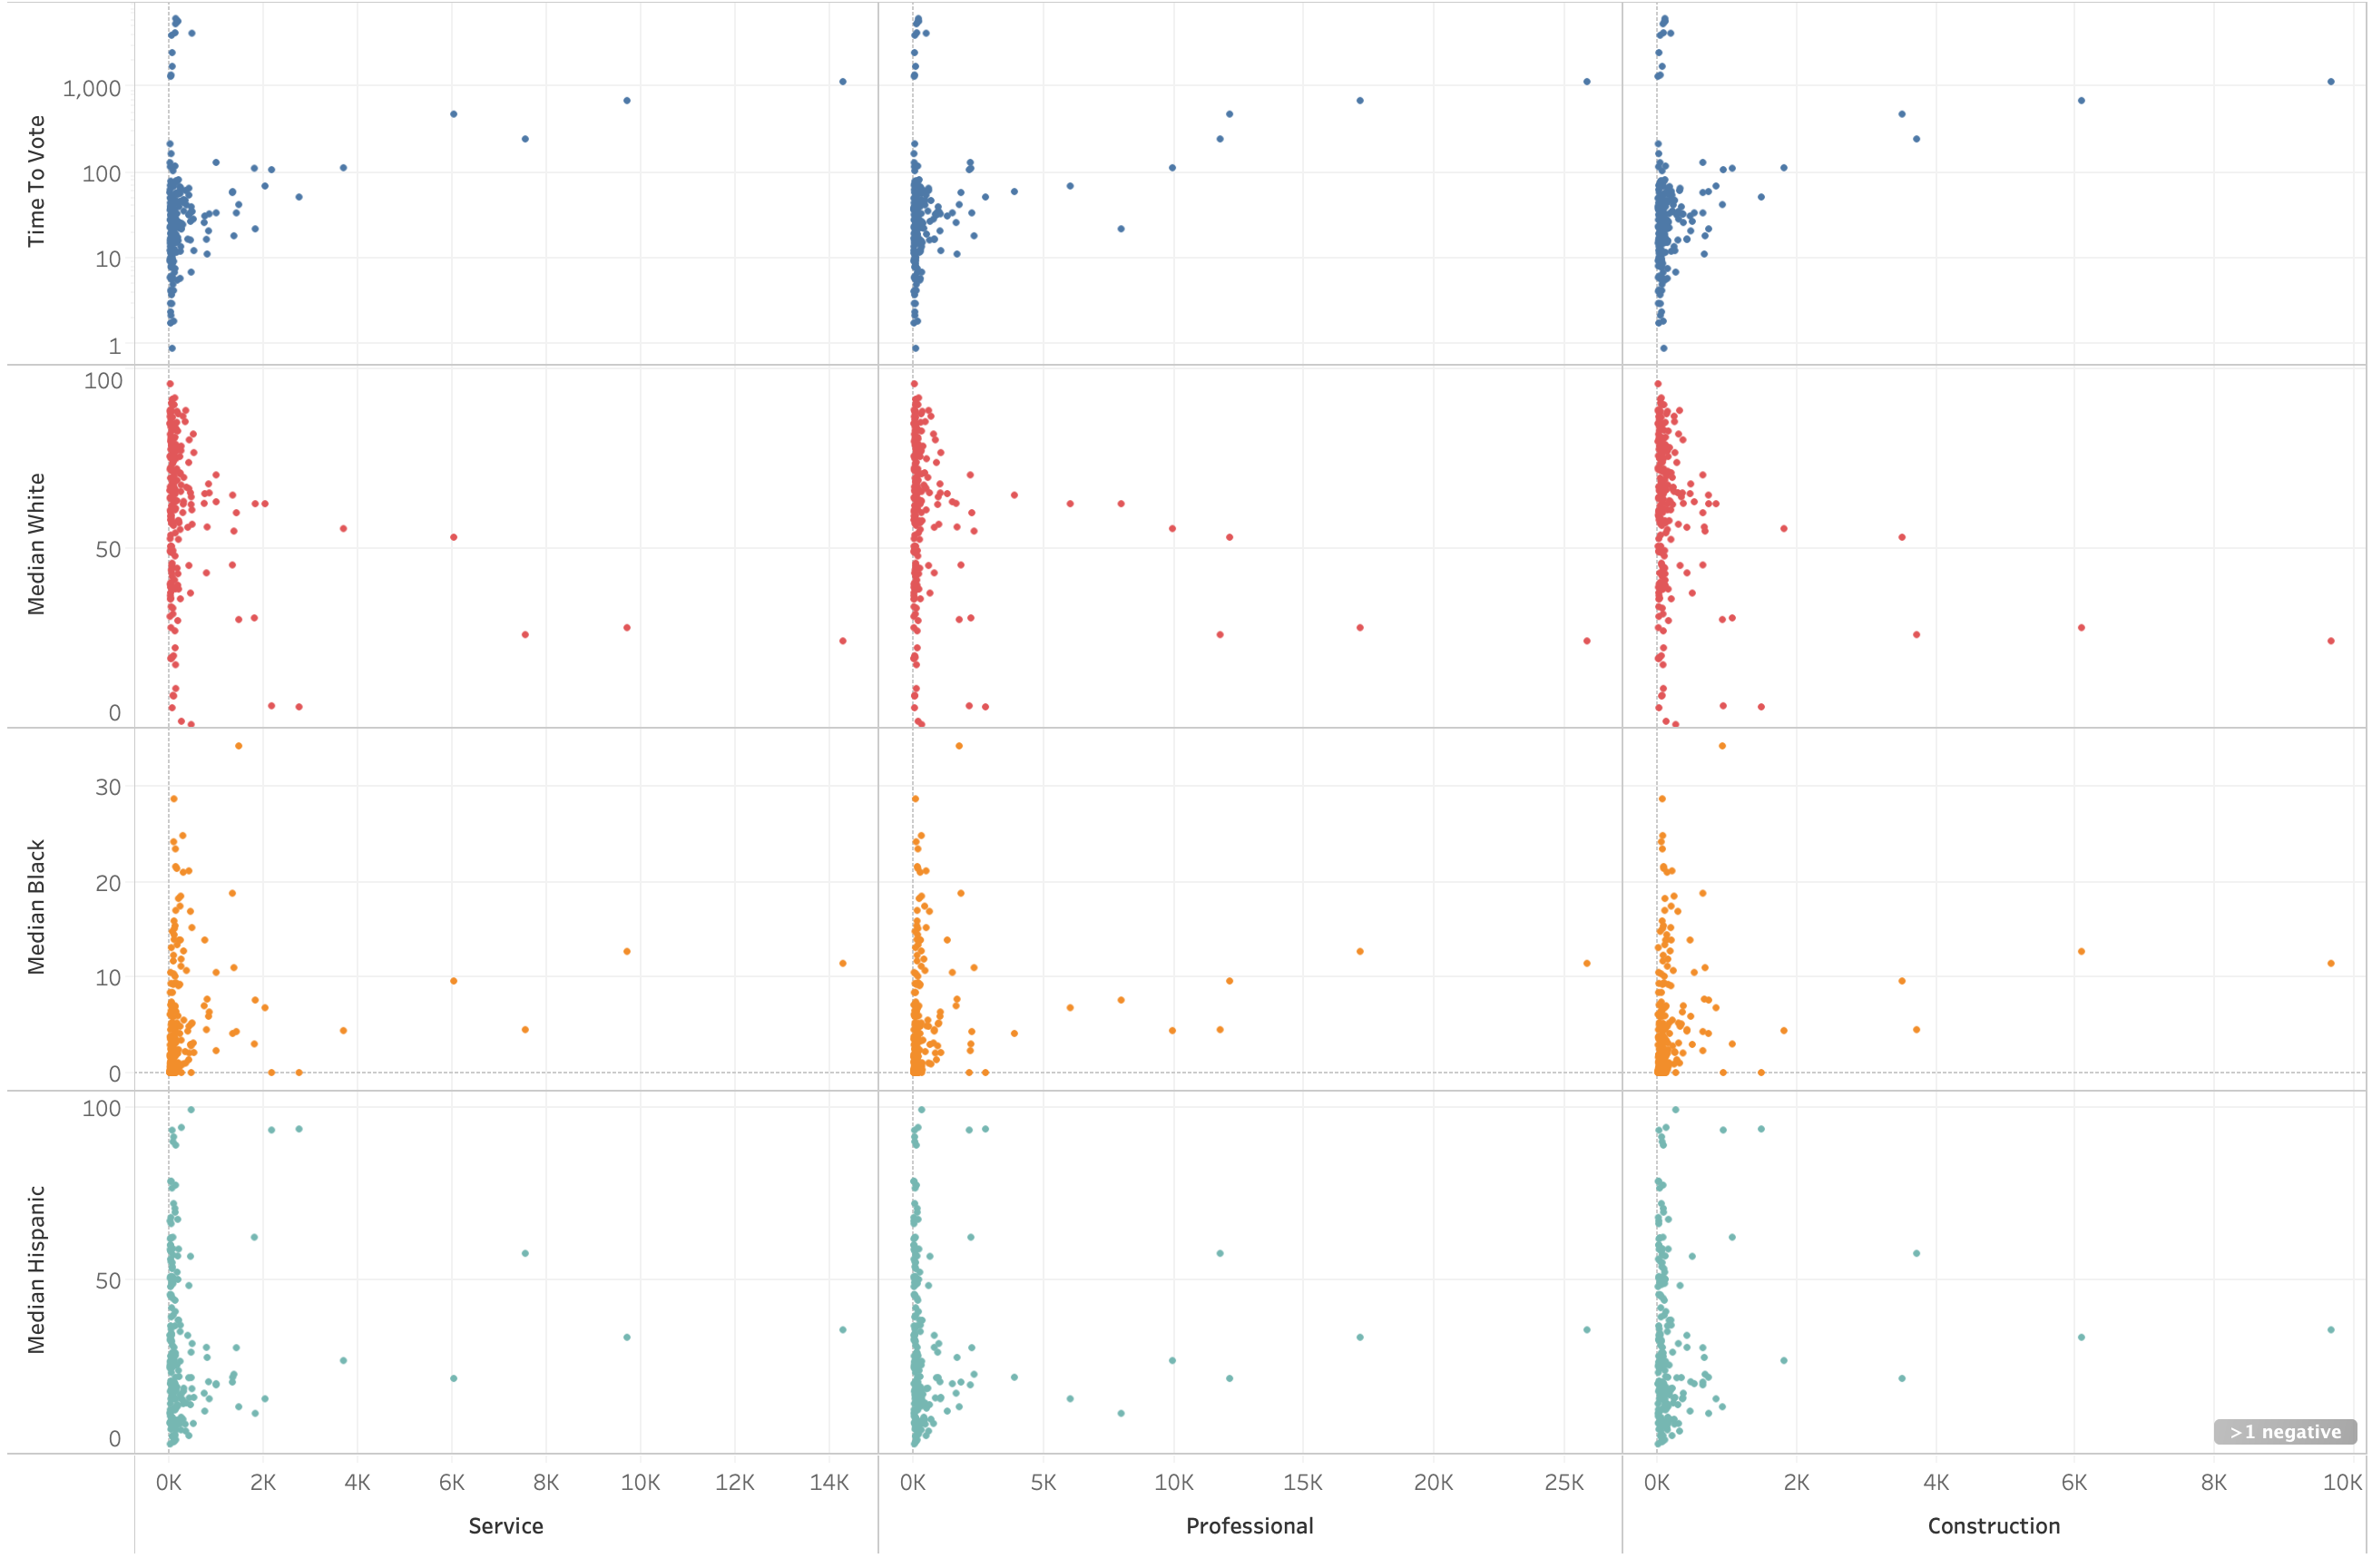 Time To Vote
1,000
100
10
1
Median White
100
50
0
Median Black
30
20
10
0
Median Hispanic
100
50
0
>1 negative
0K 2K 4K 6K 8K 10K 12K 14K 0K 5K 10K 15K 20K 25K 0K 2K 4K 6K 8K 10K
Service Professional Construction